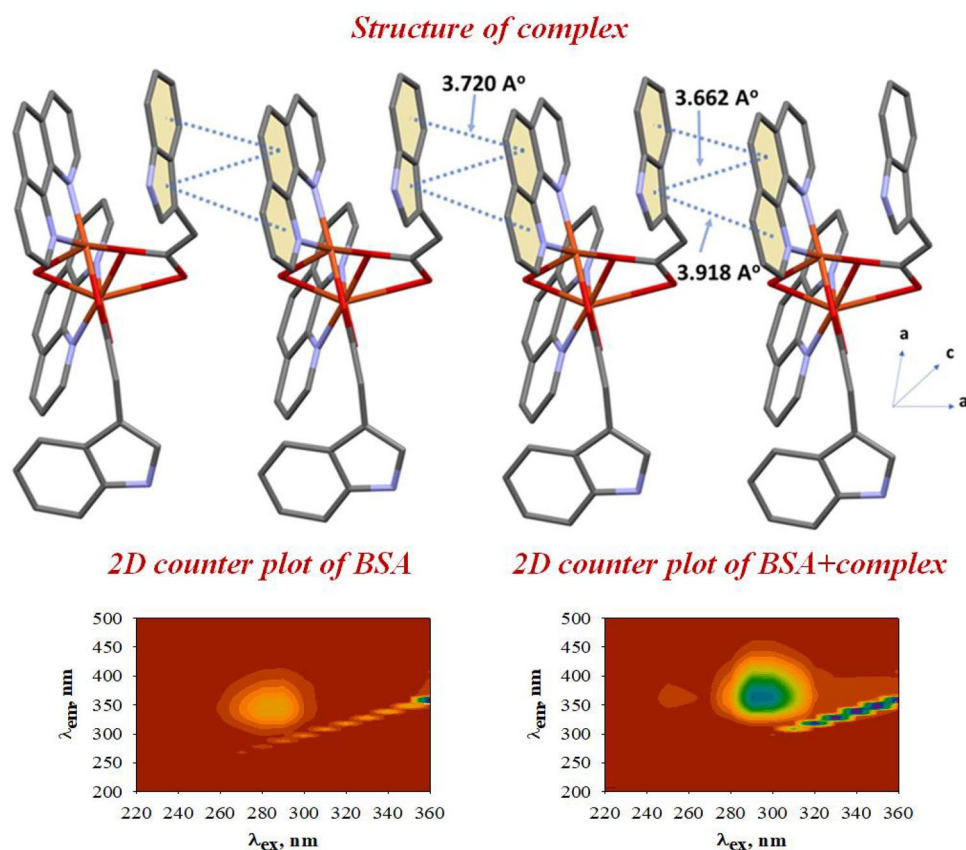 Structure of complex
3.720 Aº
3.662 Aº
3.918 Aº
a
c
a
2D counter plot of BSA
2D counter plot of BSA+complex
500
450
400
350
300
250
200
λem, nm
220 240 260 280 300 320 340 360
λex, nm
500
450
400
350
300
250
200
λem, nm
220 240 260 280 300 320 340 360
λex, nm